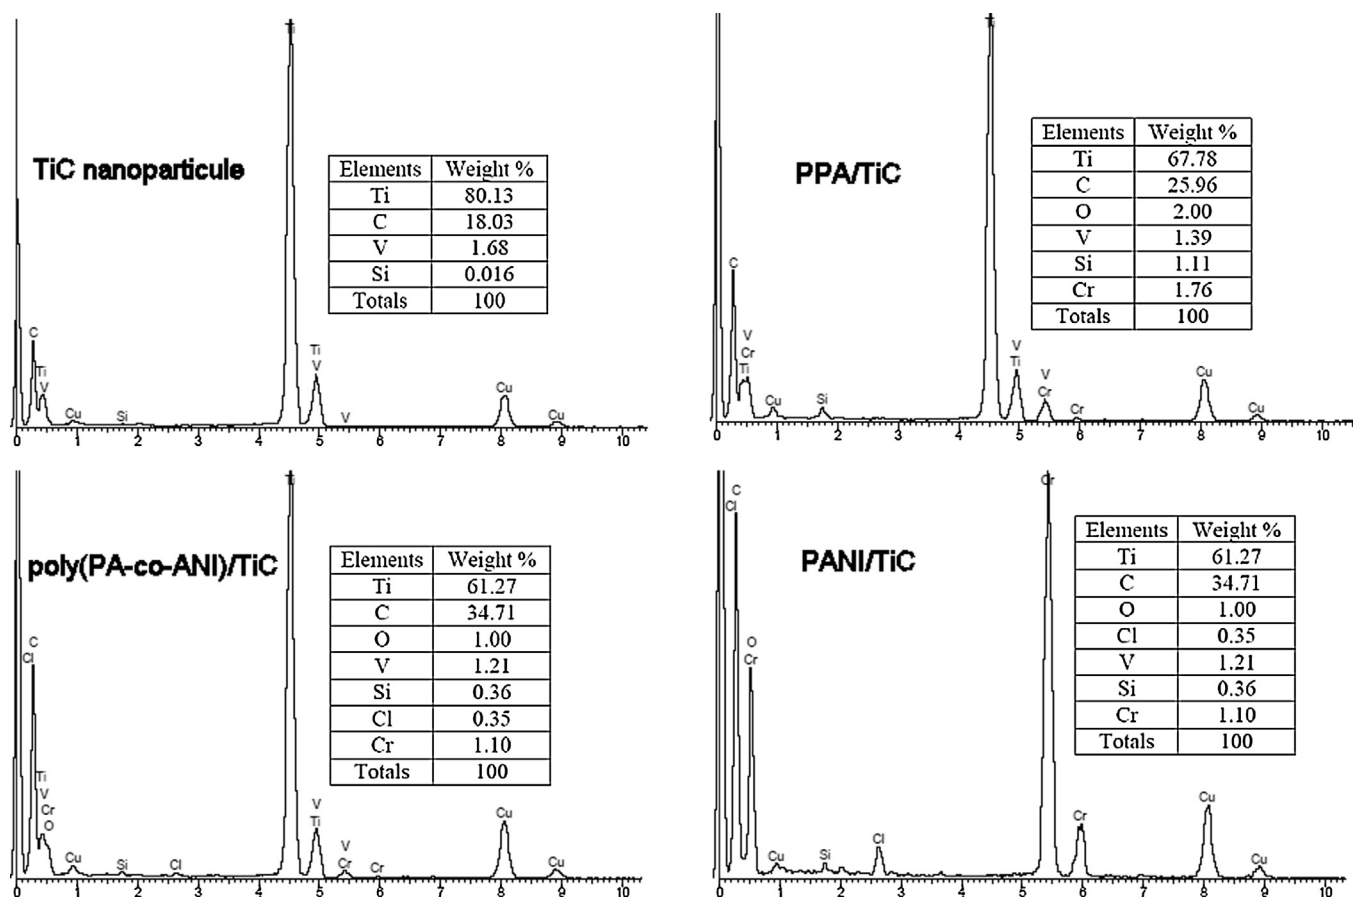 Ti
TiC nanoparticule
Elements Weight %
Ti 80.13
C 18.03
V 1.68
Si 0.016
Totals 100
C
Ti
V
Cu
Si
Ti
V
V
Cu
Cu
0 1 2 3 4 5 6 7 8 9 10
Ti
PPA/TiC
Elements Weight %
Ti 67.78
C 25.96
O 2.00
V 1.39
Si 1.11
Cr 1.76
Totals 100
C
V
Cr
Ti
Cu
Si
V
Ti
V
Cr
Cr
Cu
Cu
0 1 2 3 4 5 6 7 8 9 10
Ti
poly(PA-co-ANI)/TiC
Elements Weight %
Ti 61.27
C 34.71
O 1.00
V 1.21
Si 0.36
Cl 0.35
Cr 1.10
Totals 100
C
Cl
Ti
V
Cr
O
Cu
Si
Cl
V
Ti
V
Cr
Cr
Cu
Cu
0 1 2 3 4 5 6 7 8 9 10
C
Cl
Cr
PANI/TiC
Elements Weight %
Ti 61.27
C 34.71
O 1.00
Cl 0.35
V 1.21
Si 0.36
Cr 1.10
Totals 100
O
Cr
Cu
Si
Cl
Cr
Cu
Cu
0 1 2 3 4 5 6 7 8 9 10